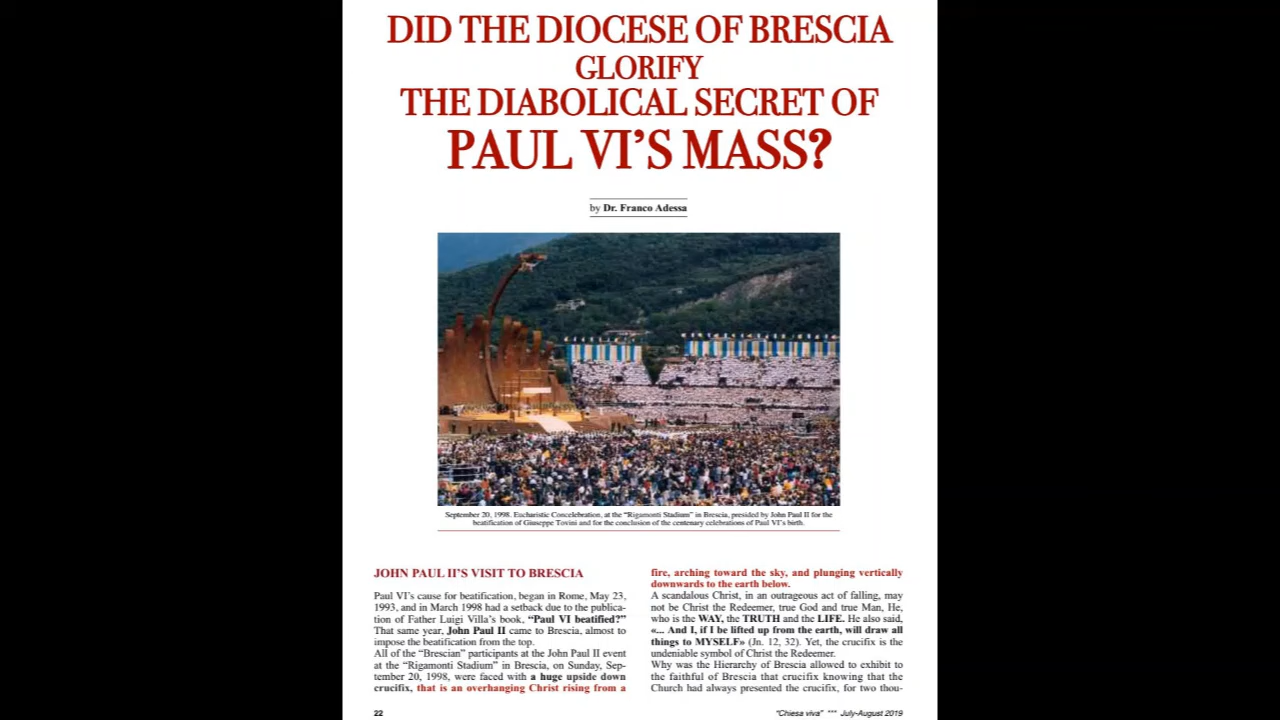 DID THE DIOCESE OF BRESCIA
GLORIFY
THE DIABOLICAL SECRET OF
PAUL VI’S MASS?
by Dr. Franco Adessa
September 20, 1998. Eucharistic Concelebration, at the “Rigamonti Stadium” in Brescia, presided by John Paul II for the
beatification of Giuseppe Tovini and for the conclusion of the centenary celebrations of Paul VI’s birth.
JOHN PAUL II’S VISIT TO BRESCIA
Paul VI’s cause for beatification, began in Rome, May 23,
1993, and in March 1998 had a setback due to the publica-
tion of Father Luigi Villa’s book, “Paul VI beatified?”
That same year, John Paul II came to Brescia, almost to
impose the beatification from the top.
All of the “Brescian” participants at the John Paul II event
at the “Rigamonti Stadium” in Brescia, on Sunday, Sep-
tember 20, 1998, were faced with a huge upside down
crucifix, that is an overhanging Christ rising from a
fire, arching toward the sky, and plunging vertically
downwards to the earth below.
A scandalous Christ, in an outrageous act of falling, may
not be Christ the Redeemer, true God and true Man, He,
who is the WAY, the TRUTH and the LIFE. He also said,
«... And I, if I be lifted up from the earth, will draw all
things to MYSELF» (Jn. 12, 32). Yet, the crucifix is the
undeniable symbol of Christ the Redeemer.
Why was the Hierarchy of Brescia allowed to exhibit to
the faithful of Brescia that crucifix knowing that the
Church had always presented the crucifix, for two thou-
22
“Chiesa viva” *** July-August 2019